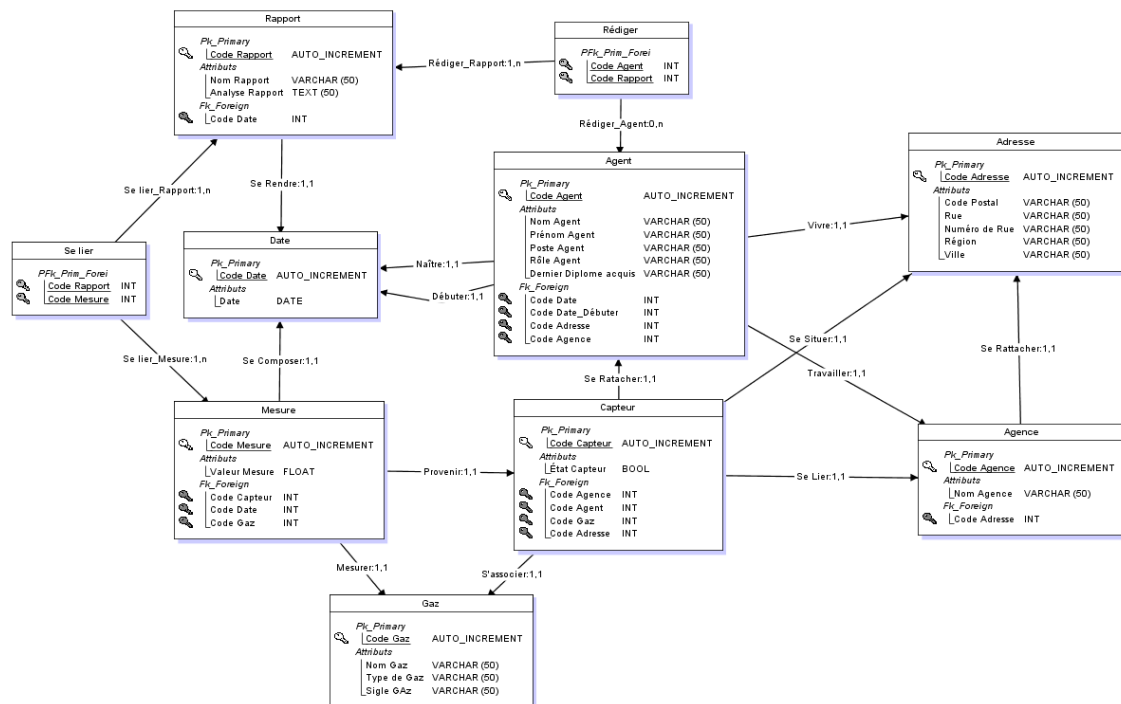 Rapport
Pk_Primary
Code Rapport AUTO_INCREMENT
Attributs
Nom Rapport VARCHAR (50)
Analyse Rapport TEXT (50)
Fk_Foreign
Code Date INT
Rédiger
PFk_Prim_Forei
Code Agent INT
Code Rapport INT
Rédiger_Rapport:1,n
Rédiger_Agent:0,n
Se lier_Rapport:1,n
Se Rendre:1,1
Agent
Pk_Primary
Code Agent AUTO_INCREMENT
Attributs
Nom Agent VARCHAR (50)
Prénom Agent VARCHAR (50)
Poste Agent VARCHAR (50)
Rôle Agent VARCHAR (50)
Dernier Diplome acquis VARCHAR (50)
Fk_Foreign
Code Date INT
Code Date_Débuter INT
Code Adresse INT
Code Agence INT
Adresse
Pk_Primary
Code Adresse AUTO_INCREMENT
Attributs
Code Postal VARCHAR (50)
Rue VARCHAR (50)
Numéro de Rue VARCHAR (50)
Région VARCHAR (50)
Ville VARCHAR (50)
Vivre:1,1
Se lier
PFk_Prim_Forei
Code Rapport INT
Code Mesure INT
Date
Pk_Primary
Code Date AUTO_INCREMENT
Attributs
Date DATE
Naître:1,1
Débuter:1,1
Se lier_Mesure:1,n
Se Composer:1,1
Se Ratacher:1,1
Se Situer:1,1
Travailler:1,1
Se Rattacher:1,1
Mesure
Pk_Primary
Code Mesure AUTO_INCREMENT
Attributs
Valeur Mesure FLOAT
Fk_Foreign
Code Capteur INT
Code Date INT
Code Gaz INT
Provenir:1,1
Capteur
Pk_Primary
Code Capteur AUTO_INCREMENT
Attributs
État Capteur BOOL
Fk_Foreign
Code Agence INT
Code Agent INT
Code Gaz INT
Code Adresse INT
Se Lier:1,1
Agence
Pk_Primary
Code Agence AUTO_INCREMENT
Attributs
Nom Agence VARCHAR (50)
Fk_Foreign
Code Adresse INT
Mesurer:1,1
S'associer:1,1
Gaz
Pk_Primary
Code Gaz AUTO_INCREMENT
Attributs
Nom Gaz VARCHAR (50)
Type de Gaz VARCHAR (50)
Sigle GAz VARCHAR (50)